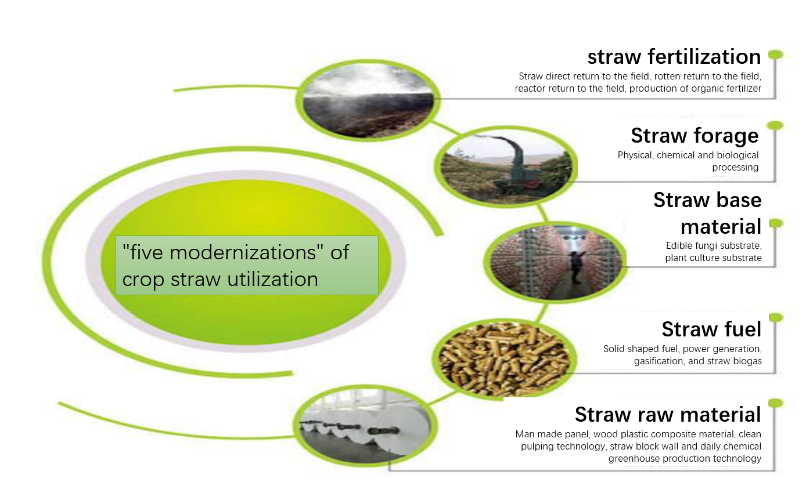 straw fertilization
Straw direct return to the field, rotten return to the field,
reactor return to the field, production of organic fertilizer
Straw forage
Physical, chemical and biological
processing
Straw base
material
Edible fungi substrate,
plant culture substrate
"five modernizations" of
crop straw utilization
Straw fuel
Solid shaped fuel, power generation,
gasification, and straw biogas
Straw raw material
Man made panel, wood plastic composite material, clean
pulping technology, straw block wall and daily chemical
greenhouse production technology